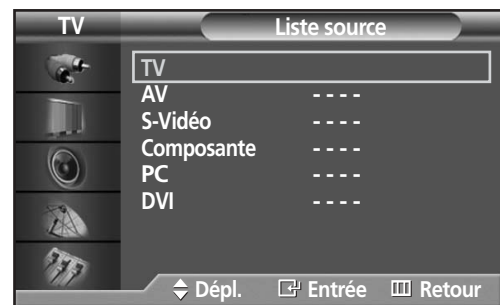 TV Liste source
TV
AV - - - -
S-Vidéo - - - -
Composante - - - -
PC - - - -
DVI - - - -
Dépl. Entrée Retour